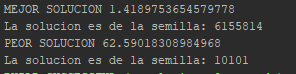 MEJOR SOLUCION 1.4189753654579778
La solucion es de la semilla: 6155814
PEOR SOLUCION 62.59018308984968
La solucion es de la semilla: 10101